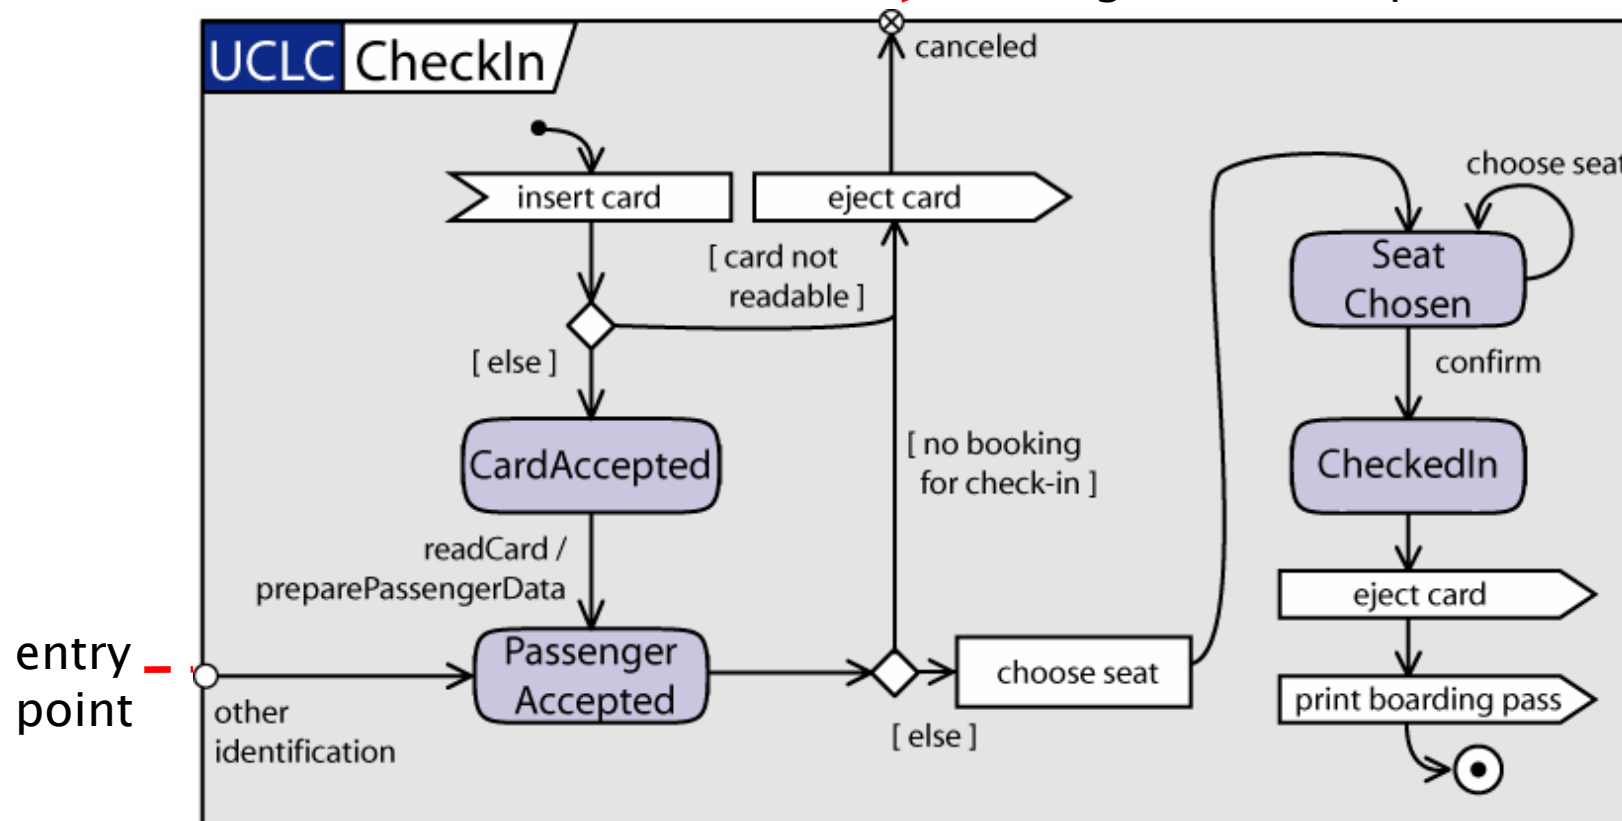 UCLC CheckIn
canceled
insert card
eject card
choose seat
[ card not
readable ]
Seat
Chosen
[ else ]
confirm
CardAccepted
[ no booking
for check-in ]
CheckedIn
readCard /
preparePassengerData
eject card
entry
point
Passenger
Accepted
choose seat
print boarding pass
other
identification
[ else ]